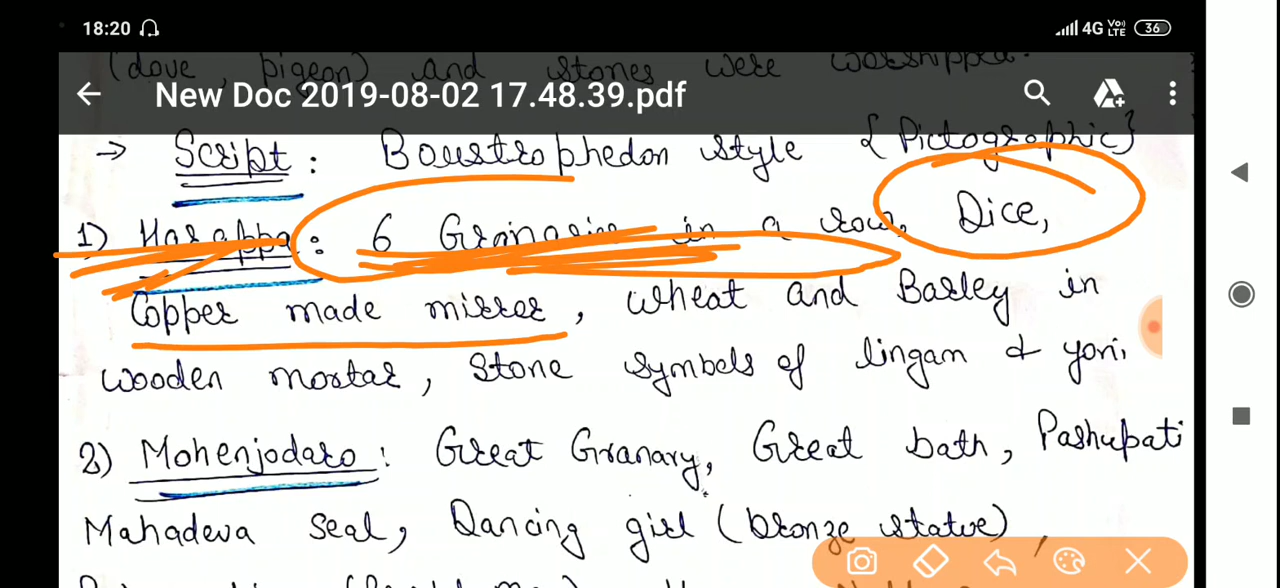 18:20 4G Vo) LTE 36
(dove, pigeon) and stones were worshipped.
New Doc 2019-08-02 17.48.39.pdf
→ Script : Boustrophedon style {Pictographic}
1) Harappa : 6 Granaries in a row, Dice,
Copper made mirror, Wheat and Barley in
wooden mortar, Stone symbols of lingam & yoni
2) Mohenjodaro : Great Granary, Great bath, Pashupati
Mahadeva seal, Dancing girl (bronze statue)